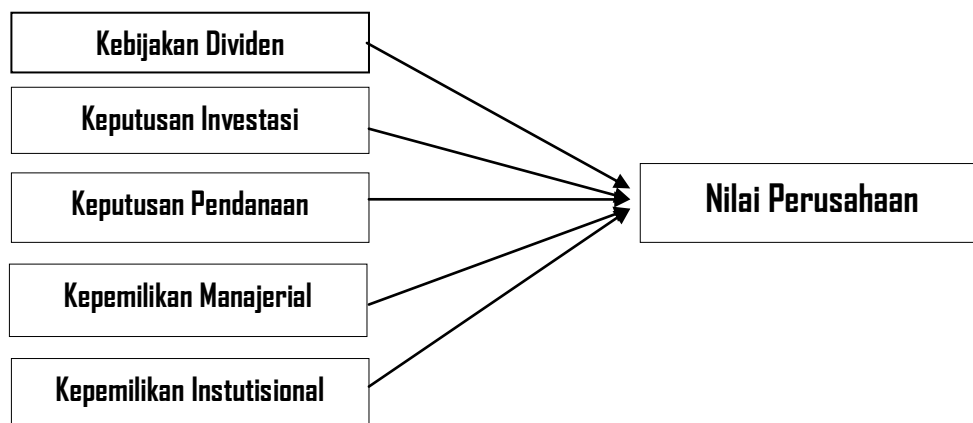 Kebijakan Dividen
Keputusan Investasi
Keputusan Pendanaan
Nilai Perusahaan
Kepemilikan Manajerial
Kepemilikan Instutisional